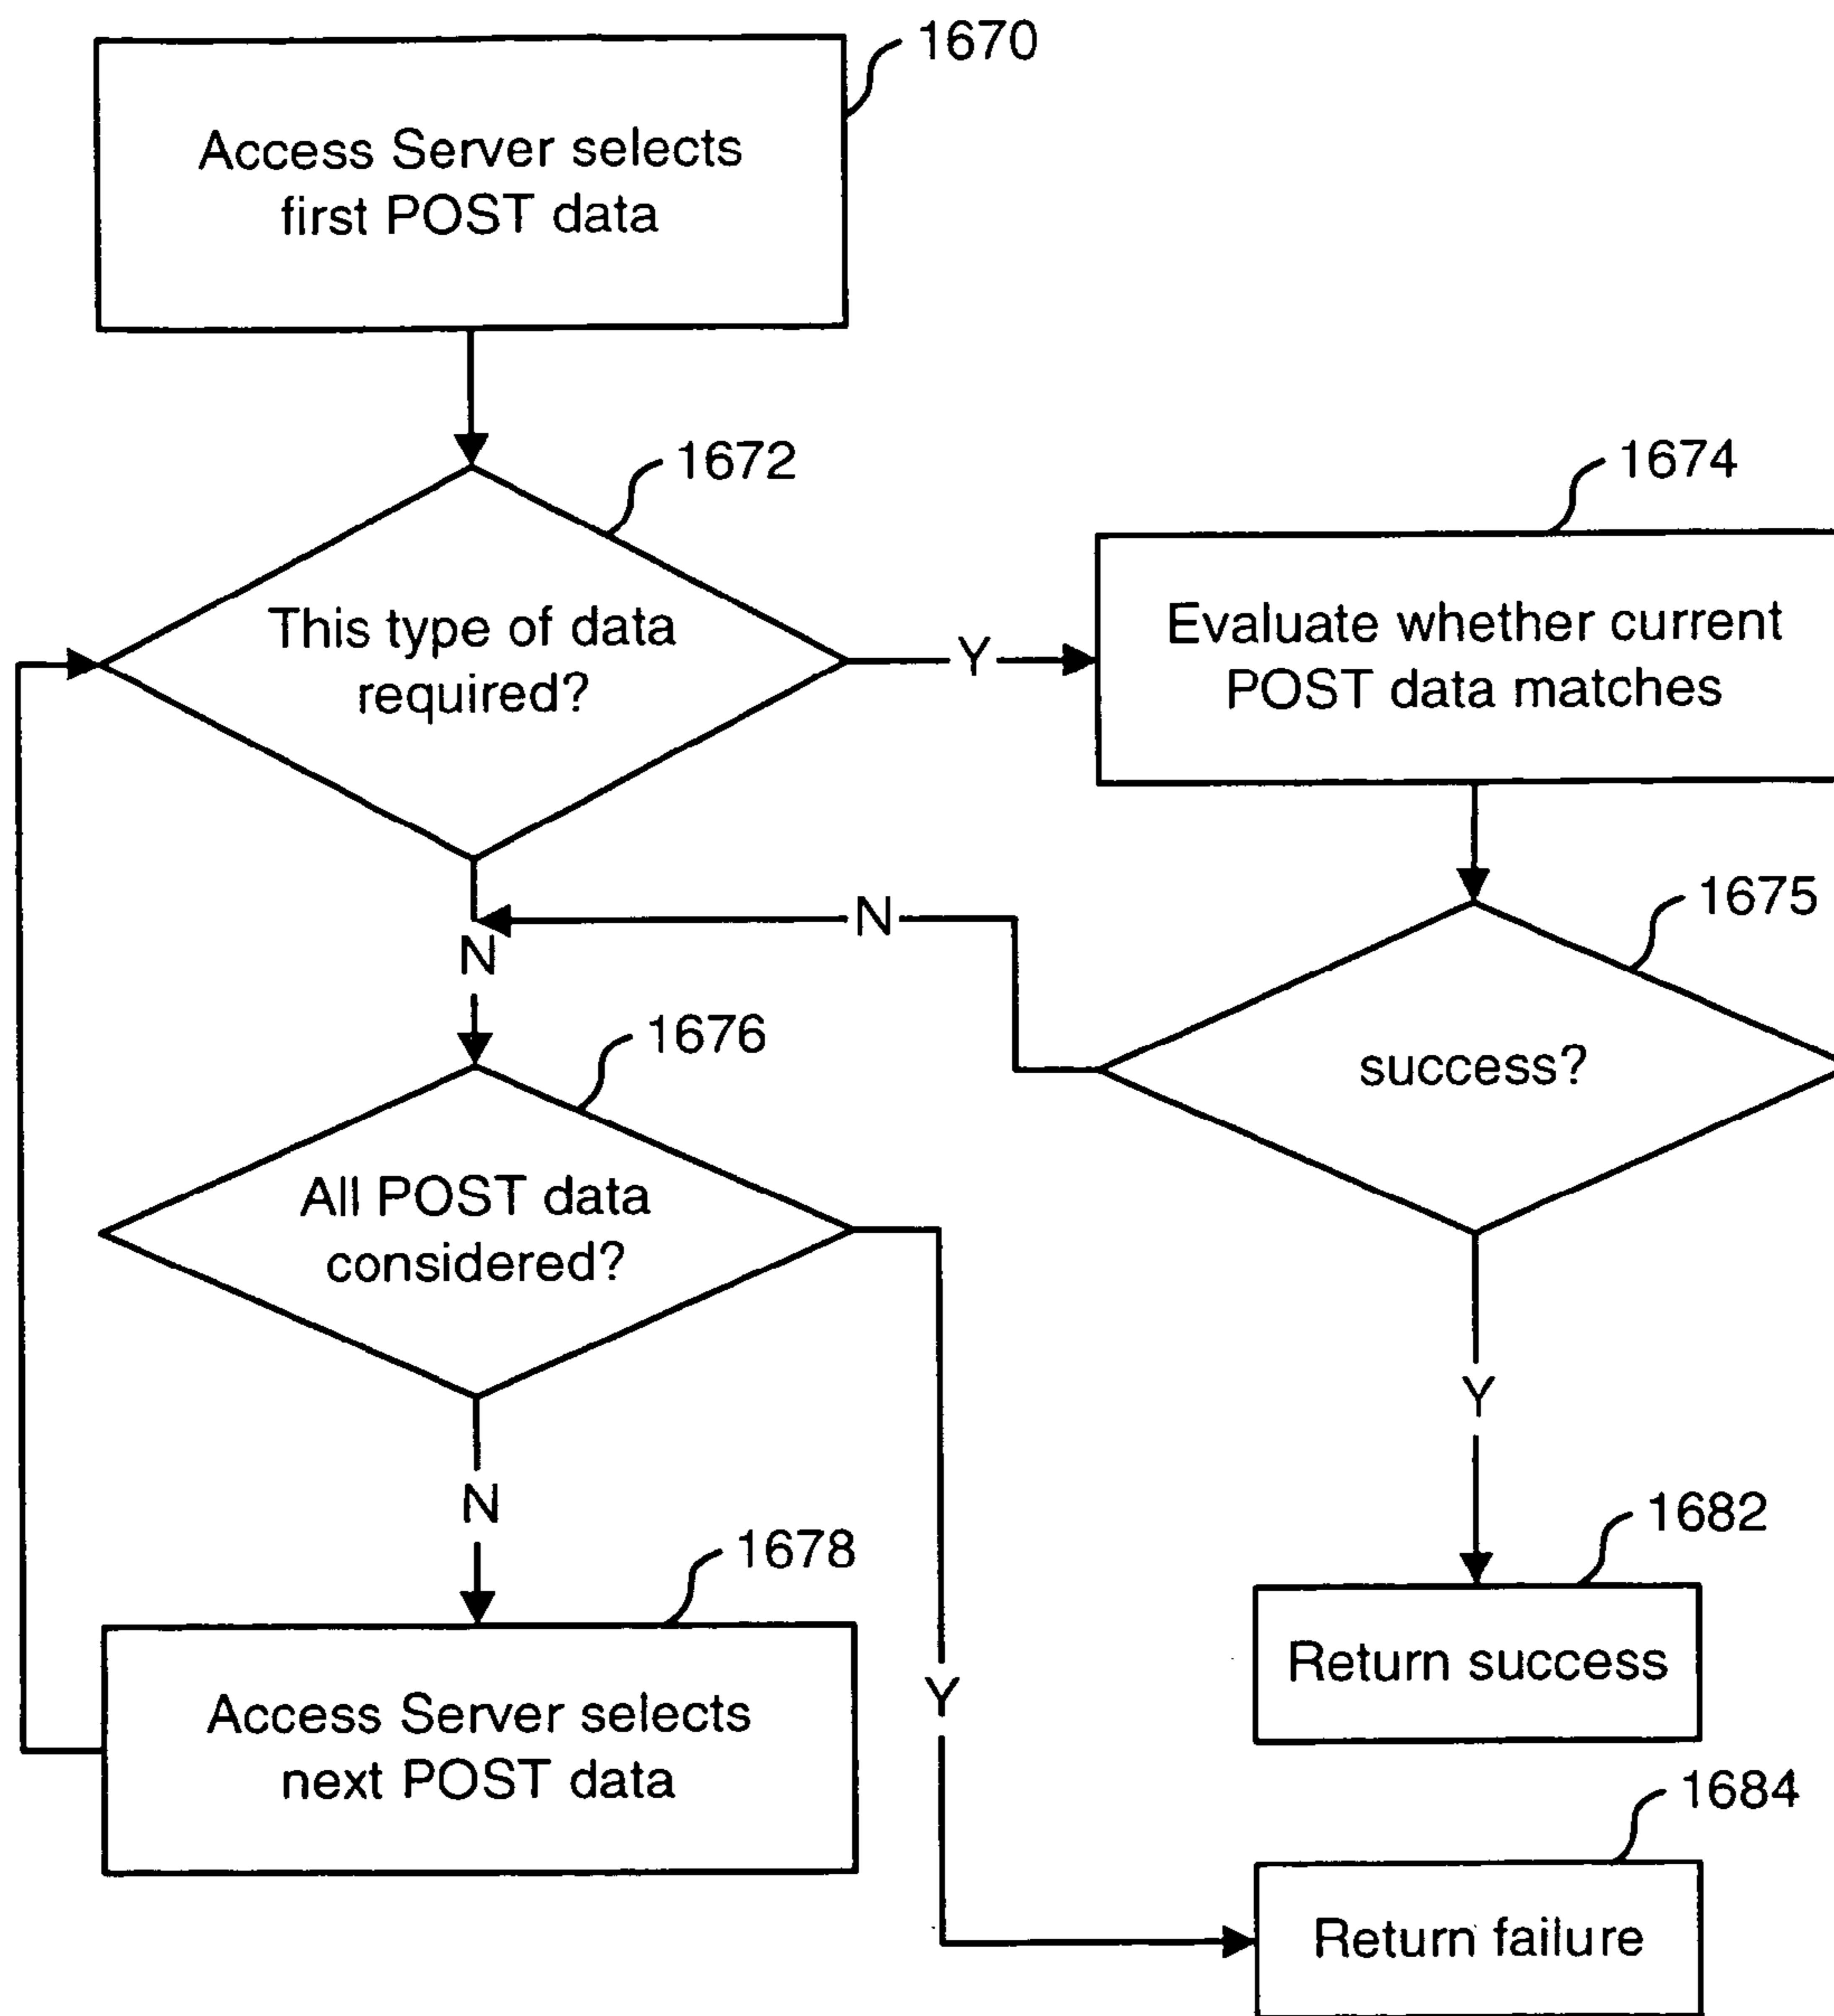 1670
Access Server selects
first POST data
1672
This type of data
required?
Y
1674
Evaluate whether current
POST data matches
1675
success?
N
N
1676
All POST data
considered?
Y
N
1678
Access Server selects
next POST data
Y
1682
Return success
1684
Return failure